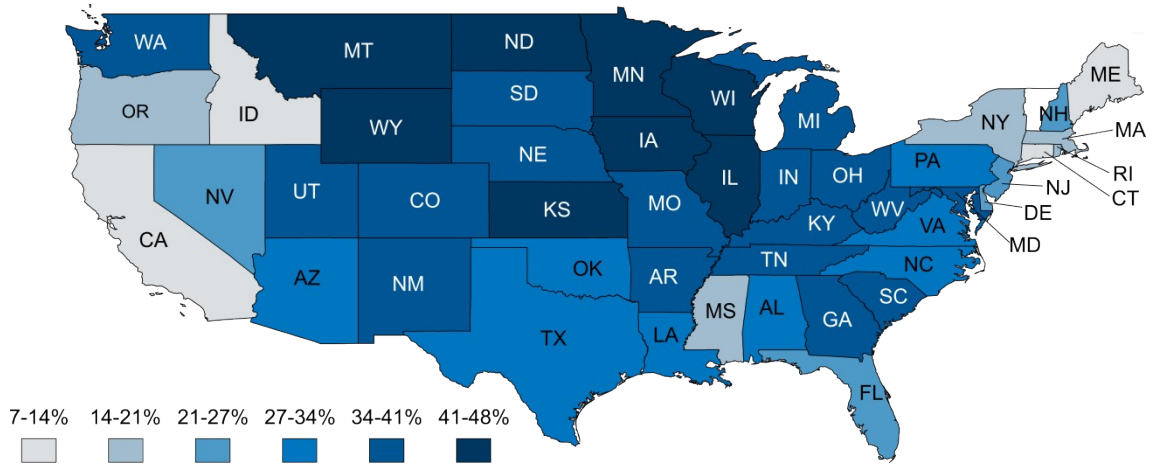 WA
MT
ND
MN
ME
OR
ID
SD
WI
NY
NH
MA
WY
MI
RI
IA
PA
CT
NE
NJ
NV
UT
CO
IL
IN
OH
DE
KS
MO
WV
VA
MD
CA
KY
AZ
NM
OK
AR
TN
NC
SC
MS
AL
GA
TX
LA
FL
7-14% 14-21% 21-27% 27-34% 34-41% 41-48%